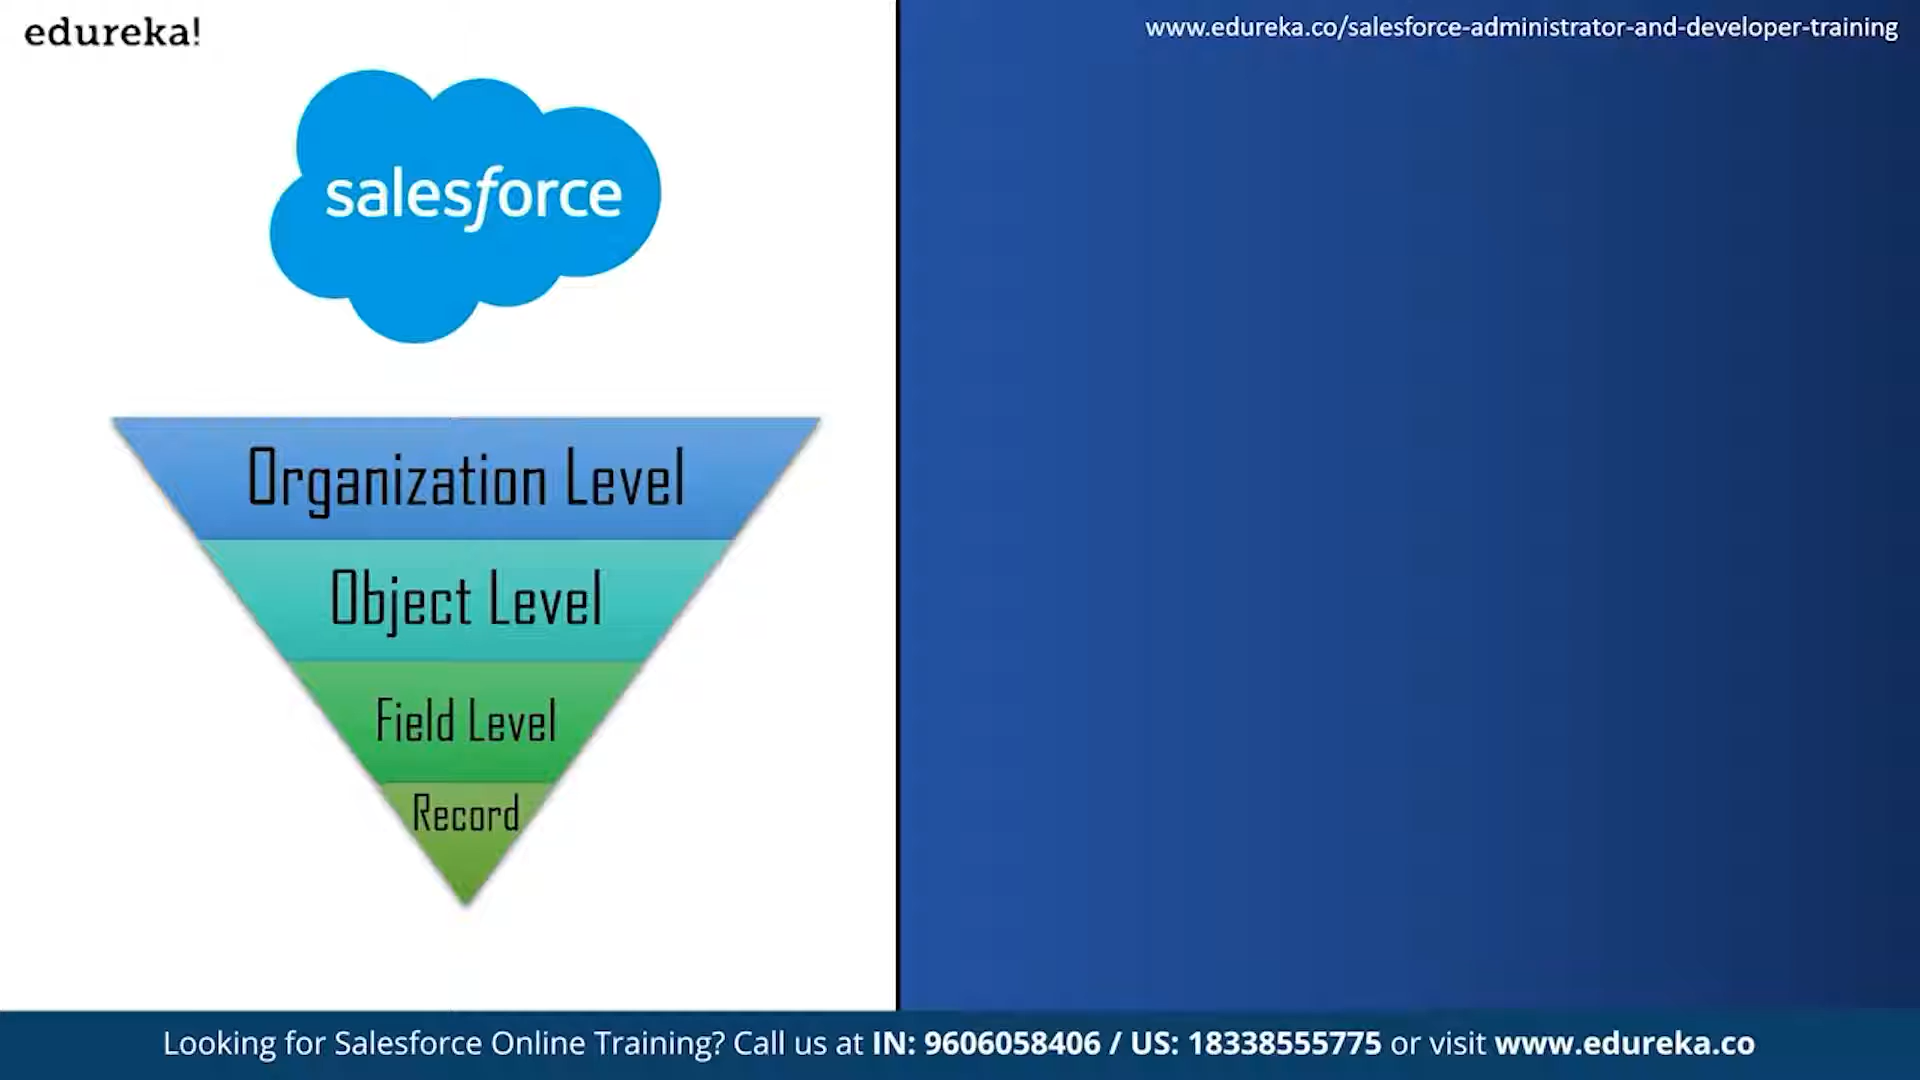 edureka!
www.edureka.co/salesforce-administrator-and-developer-training
salesforce
Organization Level
Object Level
Field Level
Record
Looking for Salesforce Online Training? Call us at IN: 9606058406 / US: 18338555775 or visit www.edureka.co